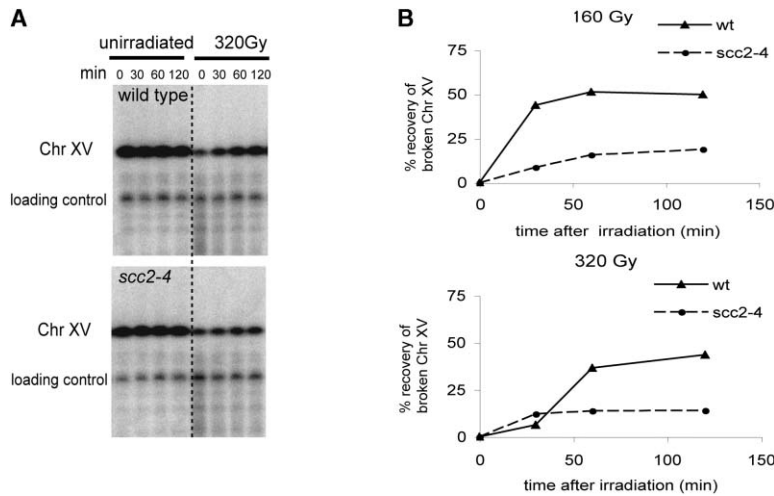 A
unirradiated 320Gy
min 0 30 60 120 0 30 60 120
wild type
Chr XV
loading control
scc2-4
Chr XV
loading control
B
160 Gy
wt
scc2-4
% recovery of
broken Chr XV
75
50
25
0
0 50 100 150
time after irradiation (min)
320 Gy
wt
scc2-4
% recovery of
broken Chr XV
75
50
25
0
0 50 100 150
time after irradiation (min)